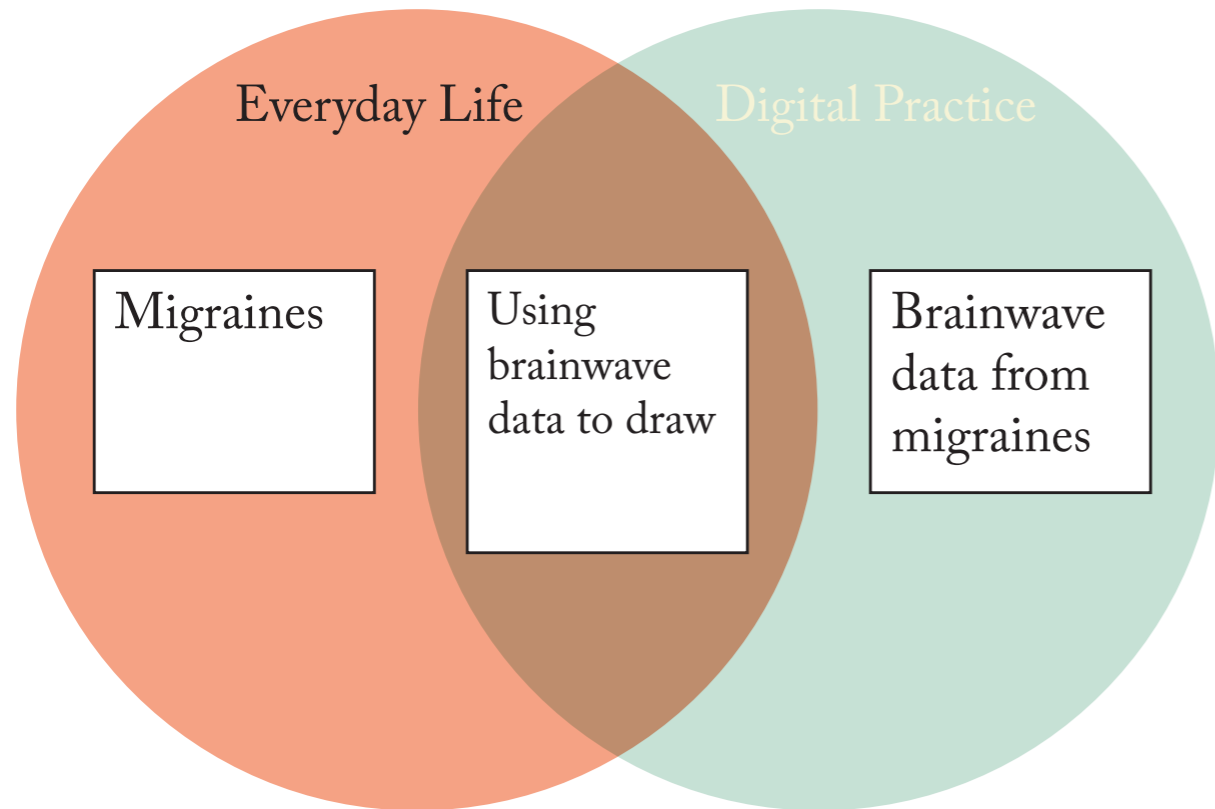 Everyday Life
Digital Practice
Migraines
Using
brainwave
data to draw
Brainwave
data from
migraines